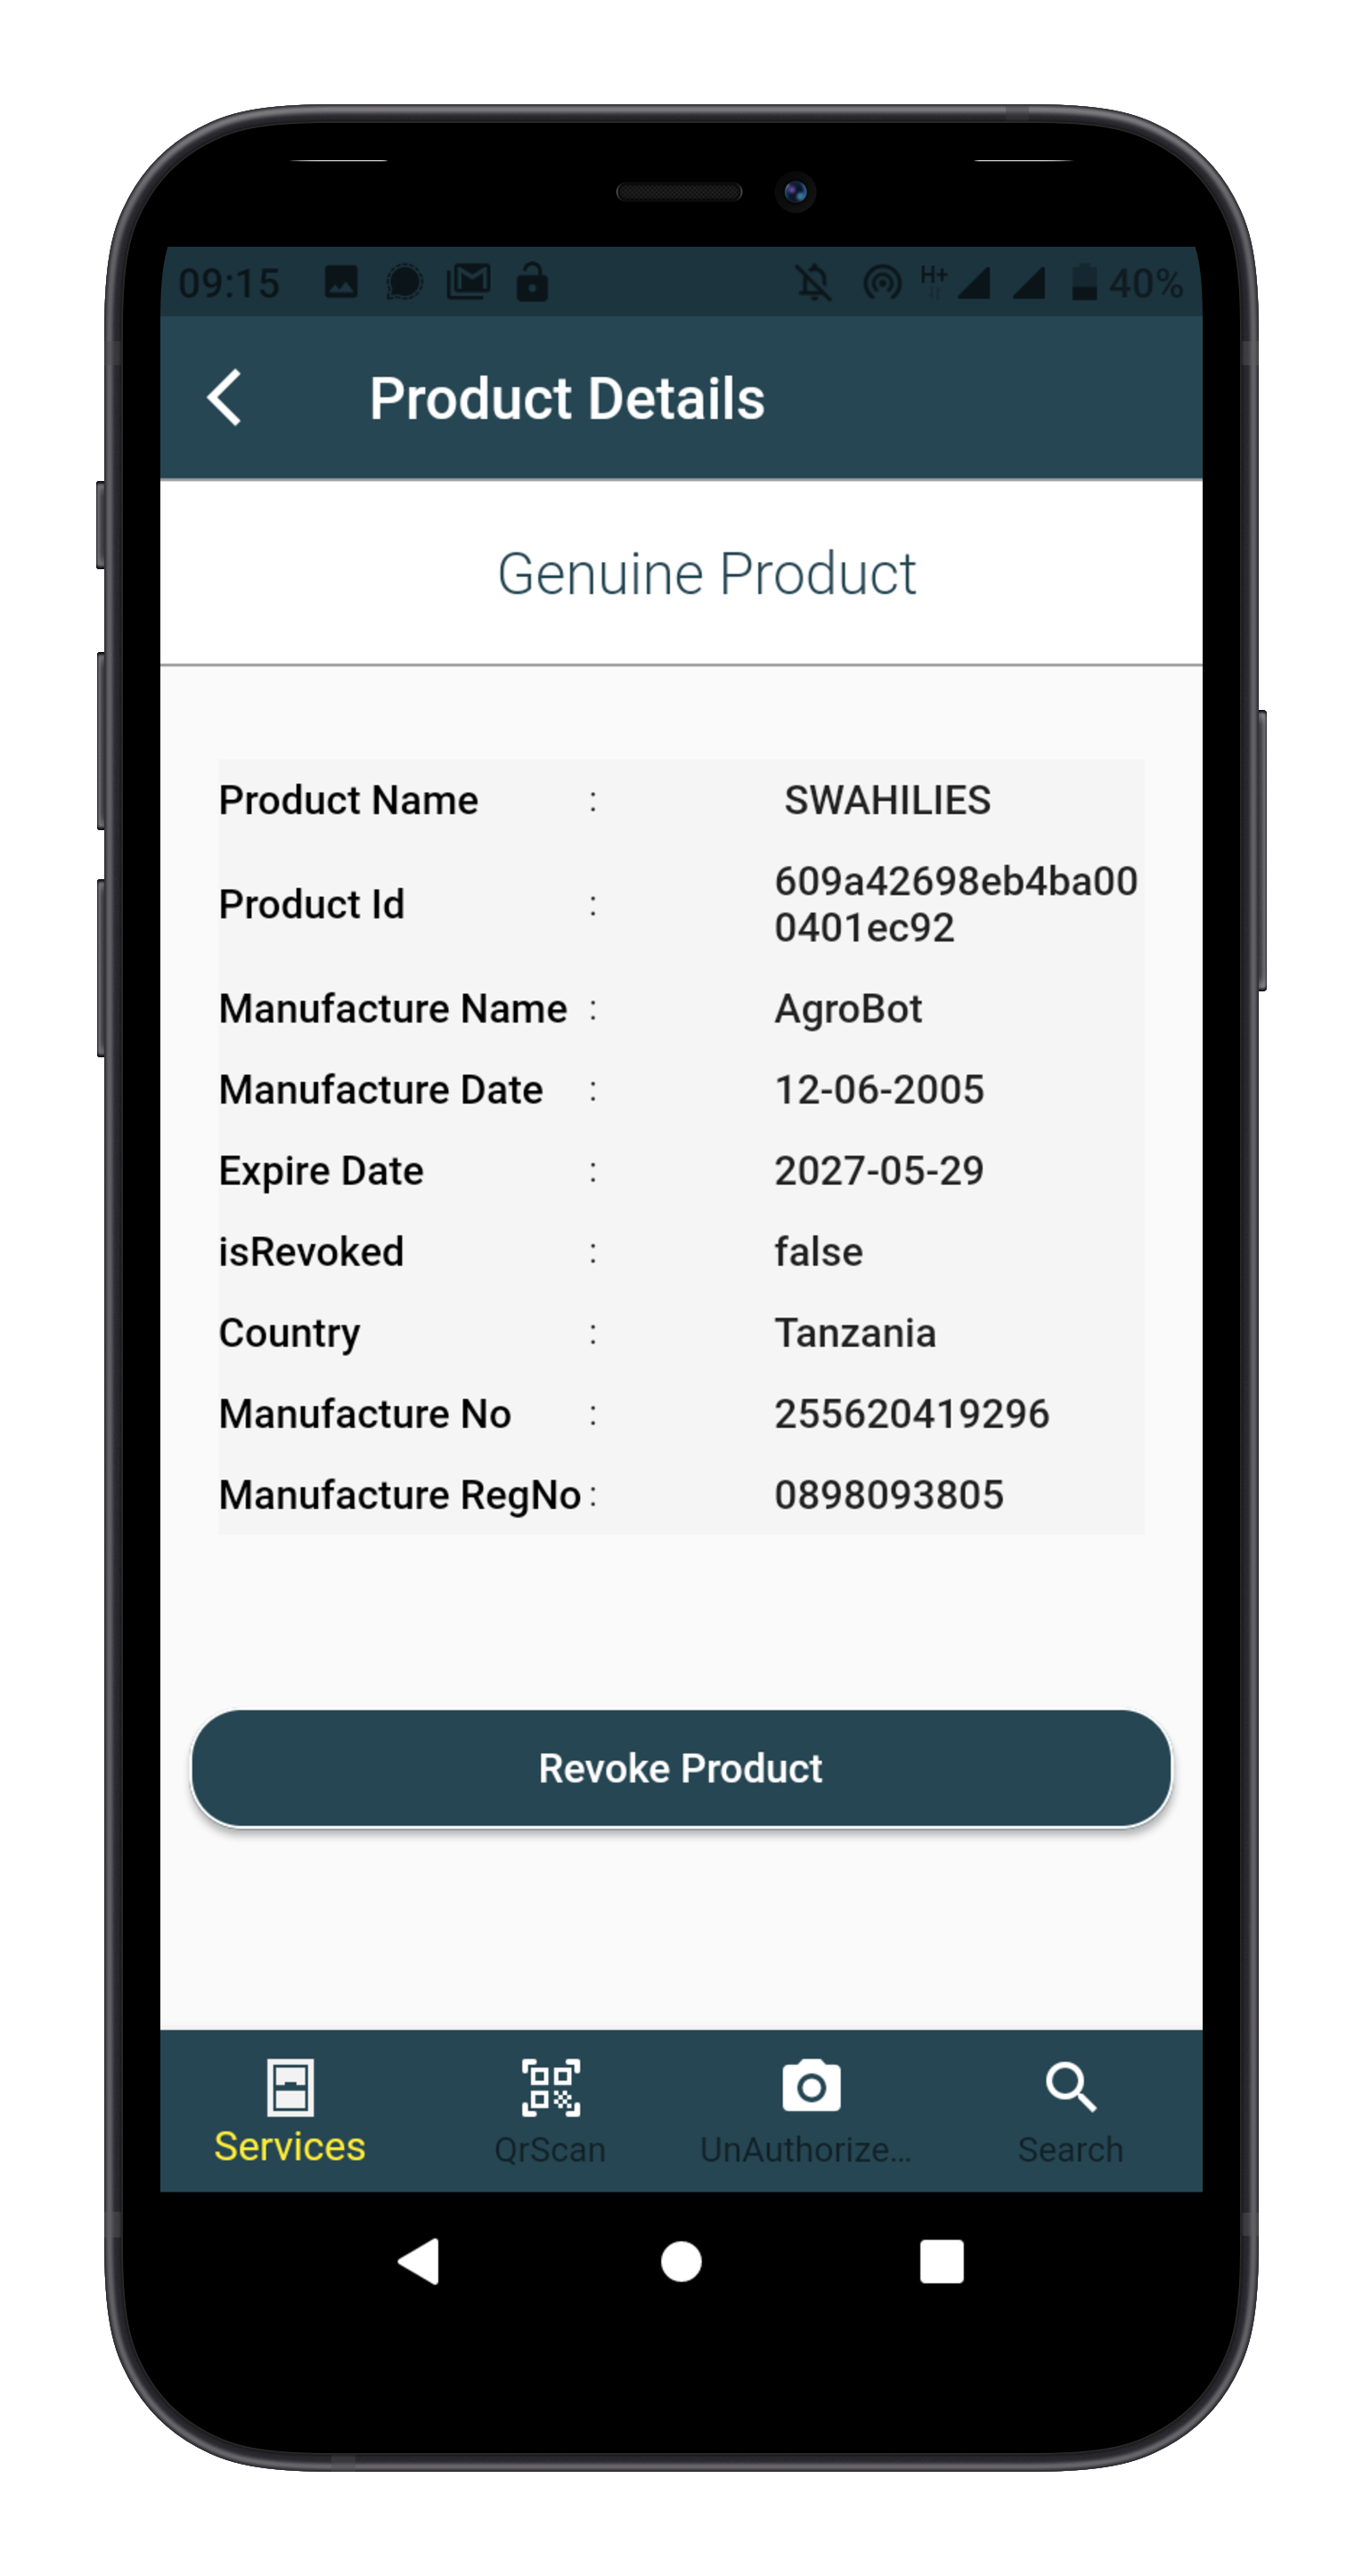 09:15 H+ 40%
Product Details
Genuine Product
Product Name : SWAHILIES
Product Id : 609a42698eb4ba00
0401ec92
Manufacture Name : AgroBot
Manufacture Date : 12-06-2005
Expire Date : 2027-05-29
isRevoked : false
Country : Tanzania
Manufacture No : 255620419296
Manufacture RegNo : 0898093805
Revoke Product
Services QrScan UnAuthorize... Search